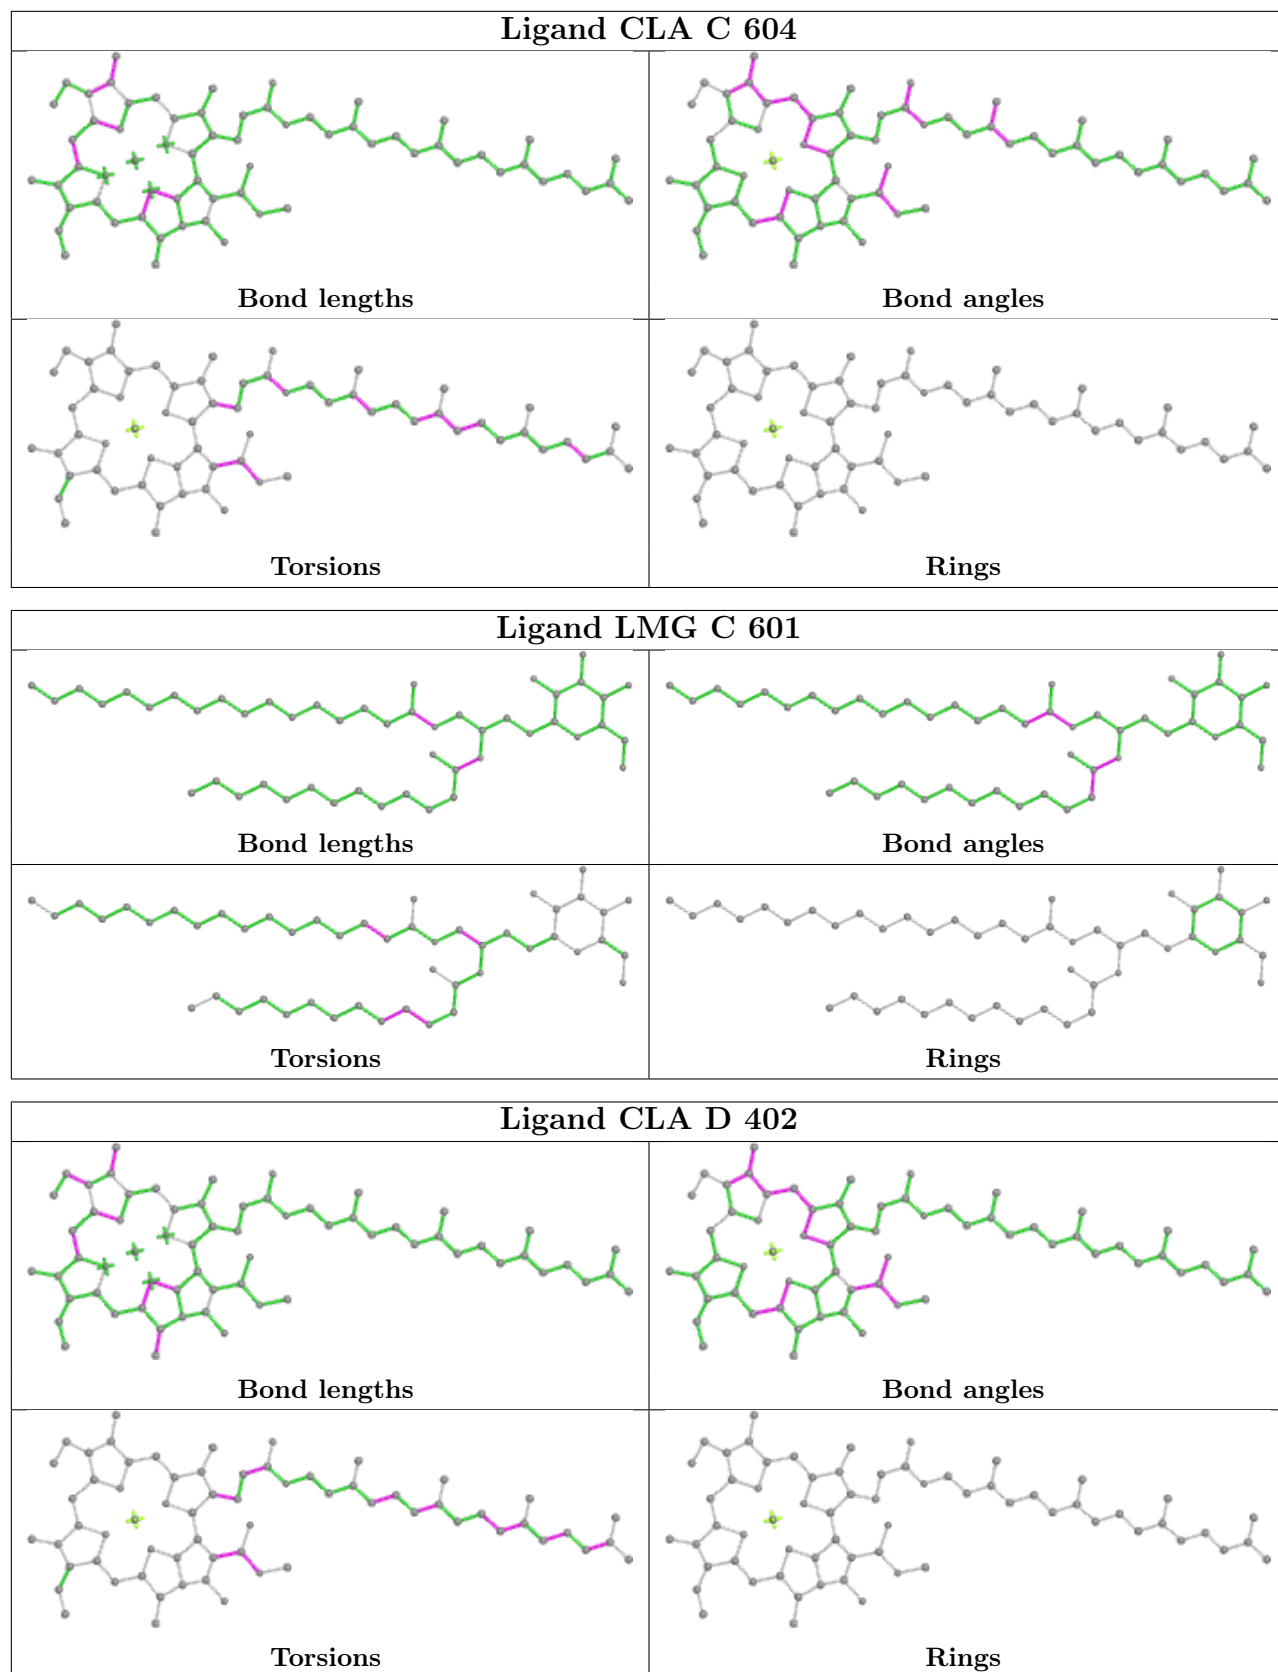 Ligand CLA C 604
Bond lengths
Bond angles
Torsions
Rings
Ligand LMG C 601
Bond lengths
Bond angles
Torsions
Rings
Ligand CLA D 402
Bond lengths
Bond angles
Torsions
Rings